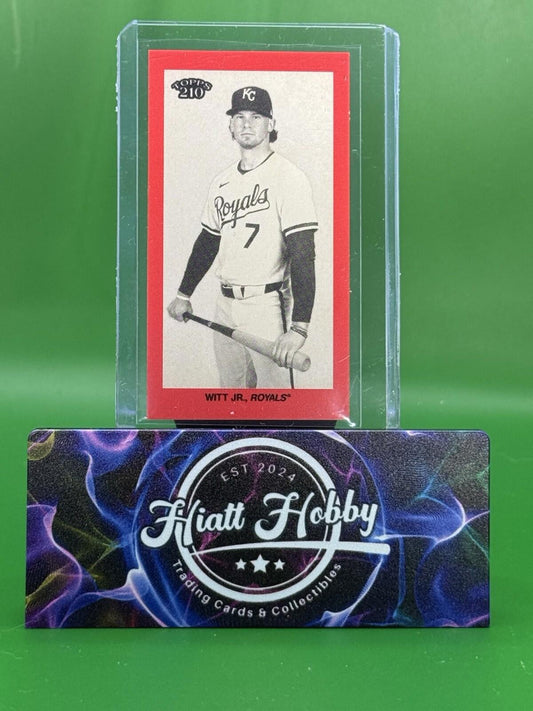 TOPPS
210
KC
Royals
7
WITT JR., ROYALS®
EST 2024
Hiatt Hobby
Trading Cards & Collectibles